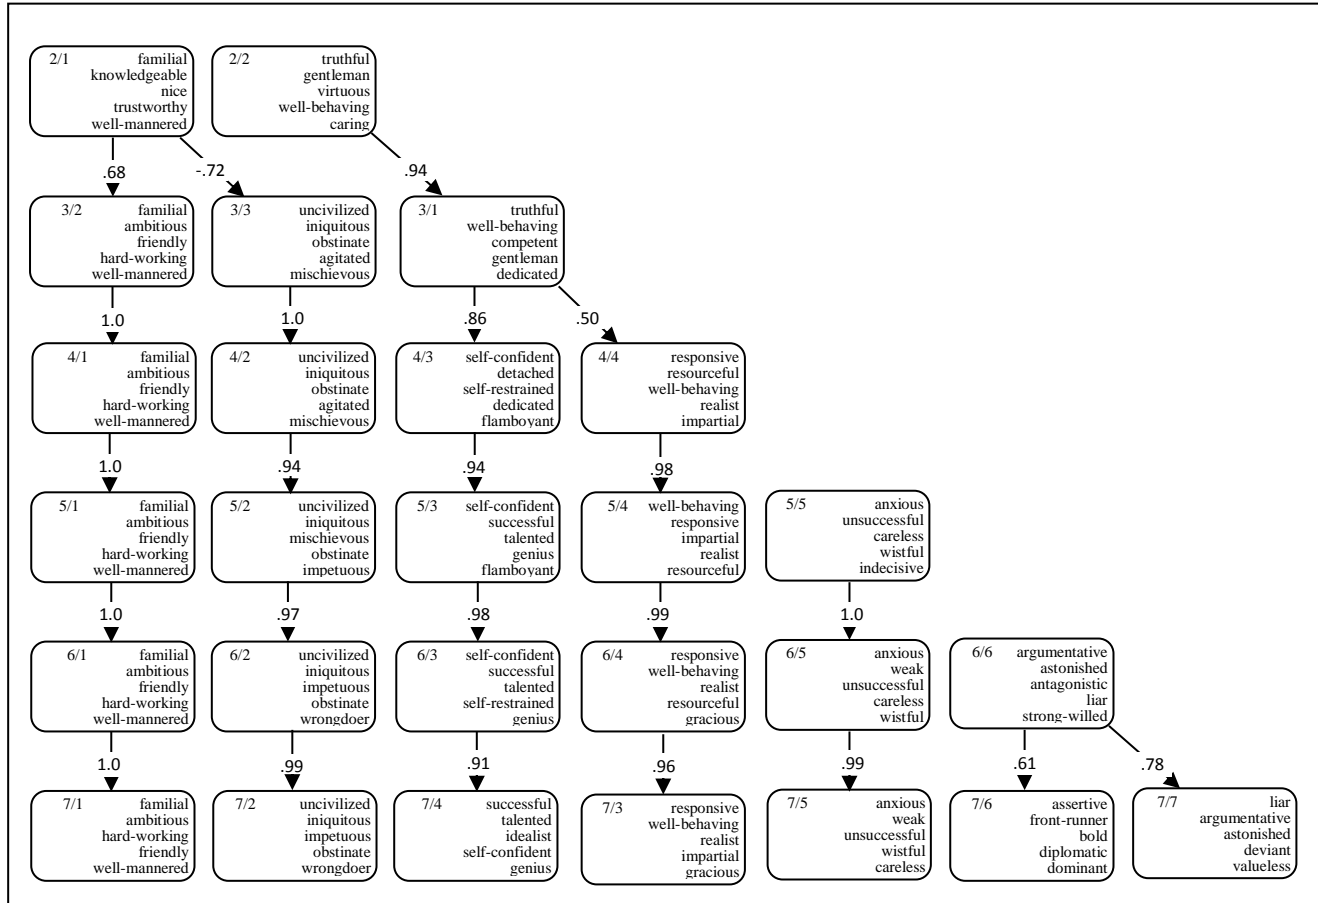 2/1 familial
knowledgeable
nice
trustworthy
well-mannered
2/2 truthful
gentleman
virtuous
well-behaving
caring
.68
-.72
.94
3/2 familial
ambitious
friendly
hard-working
well-mannered
3/3 uncivilized
iniquitous
obstinate
agitated
mischievous
3/1 truthful
well-behaving
competent
gentleman
dedicated
1.0
1.0
.86
.50
4/1 familial
ambitious
friendly
hard-working
well-mannered
4/2 uncivilized
iniquitous
obstinate
agitated
mischievous
4/3 self-confident
detached
self-restrained
dedicated
flamboyant
4/4 responsive
resourceful
well-behaving
realist
impartial
1.0
.94
.94
.98
5/1 familial
ambitious
friendly
hard-working
well-mannered
5/2 uncivilized
iniquitous
mischievous
obstinate
impetuous
5/3 self-confident
successful
talented
genius
flamboyant
5/4 well-behaving
responsive
impartial
realist
resourceful
5/5 anxious
unsuccessful
careless
wistful
indecisive
1.0
.97
.98
.99
1.0
6/1 familial
ambitious
friendly
hard-working
well-mannered
6/2 uncivilized
iniquitous
impetuous
obstinate
wrongdoer
6/3 self-confident
successful
talented
self-restrained
genius
6/4 responsive
well-behaving
realist
resourceful
gracious
6/5 anxious
weak
unsuccessful
careless
wistful
6/6 argumentative
astonished
antagonistic
liar
strong-willed
1.0
.99
.91
.96
.99
.61
.78
7/1 familial
ambitious
hard-working
friendly
well-mannered
7/2 uncivilized
iniquitous
impetuous
obstinate
wrongdoer
7/4 successful
talented
idealist
self-confident
genius
7/3 responsive
well-behaving
realist
impartial
gracious
7/5 anxious
weak
unsuccessful
wistful
careless
7/6 assertive
front-runner
bold
diplomatic
dominant
7/7 liar
argumentative
astonished
deviant
valueless